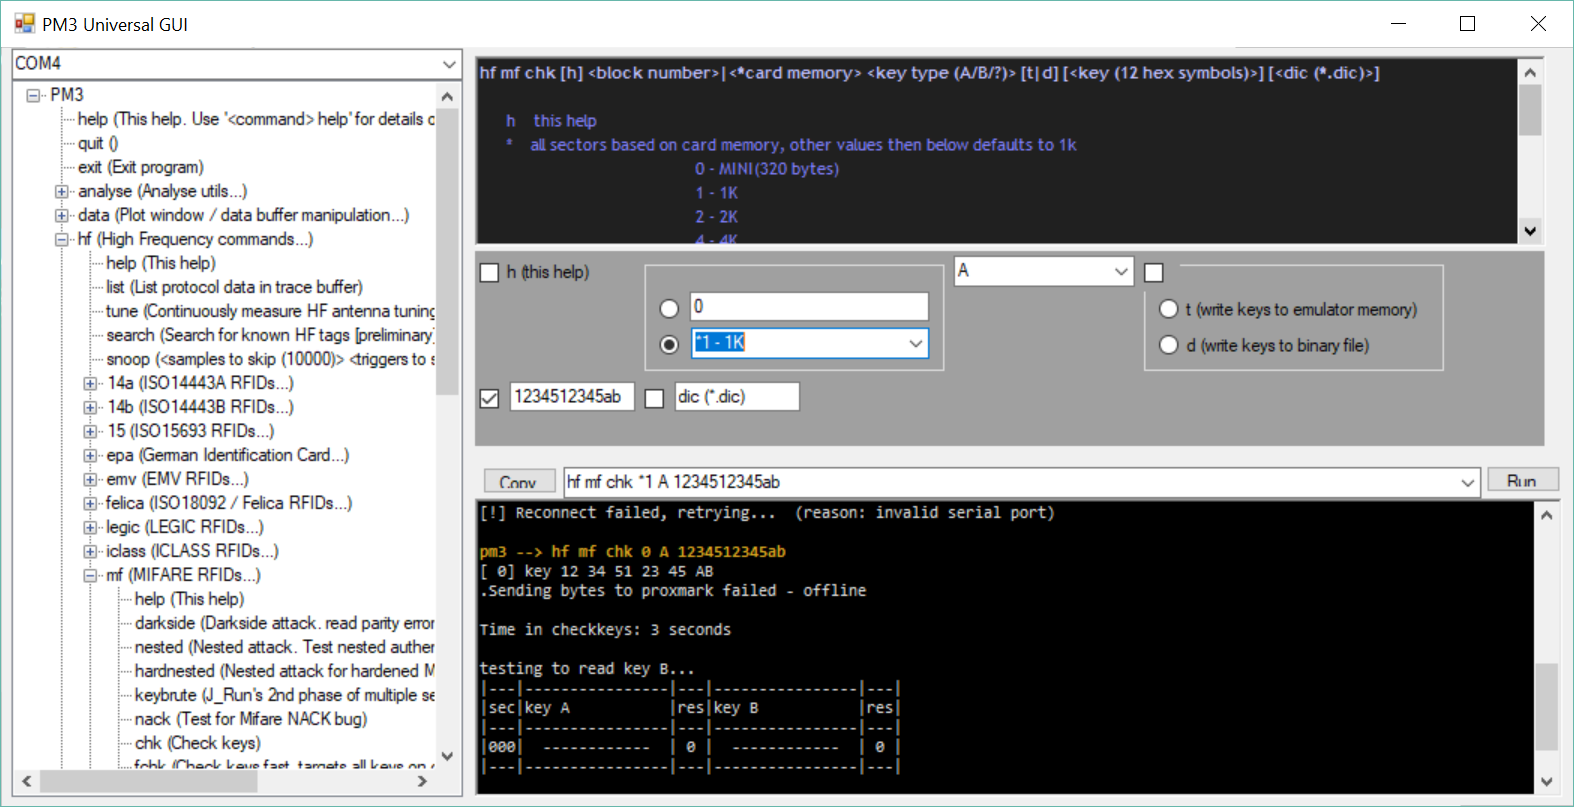 PM3 Universal GUI
COM4
PM3
help (This help. Use '<command> help' for details o
quit ()
exit (Exit program)
analyse (Analyse utils...)
data (Plot window / data buffer manipulation...)
hf (High Frequency commands...)
help (This help)
list (List protocol data in trace buffer)
tune (Continuously measure HF antenna tuning
search (Search for known HF tags [preliminary]
snoop (<samples to skip (10000)> <triggers to s
14a (ISO14443A RFIDs...)
14b (ISO14443B RFIDs...)
15 (ISO15693 RFIDs...)
epa (German Identification Card...)
emv (EMV RFIDs...)
felica (ISO18092 / Felica RFIDs...)
legic (LEGIC RFIDs...)
iclass (ICLASS RFIDs...)
mf (MIFARE RFIDs...)
help (This help)
darkside (Darkside attack. read parity error
nested (Nested attack. Test nested authen
hardnested (Nested attack for hardened M
keybrute (J_Run's 2nd phase of multiple se
nack (Test for Mifare NACK bug)
chk (Check keys)
fchk (Check keys fast, targets all keys on c
hf mf chk [h] <block number>|<*card memory> <key type (A/B/?)> [t|d] [<key (12 hex symbols)>] [<dic (*.dic)>]
h this help
* all sectors based on card memory, other values then below defaults to 1k
0 - MINI(320 bytes)
1 - 1K
2 - 2K
4 - 4K
h (this help)
0
*1 - 1K
A
t (write keys to emulator memory)
d (write keys to binary file)
1234512345ab
dic (*.dic)
Copy
hf mf chk *1 A 1234512345ab
Run
[!] Reconnect failed, retrying... (reason: invalid serial port)
pm3 --> hf mf chk 0 A 1234512345ab
[ 0] key 12 34 51 23 45 AB
.Sending bytes to proxmark failed - offline
Time in checkkeys: 3 seconds
testing to read key B...
|---|----------------|---|----------------|---|
|sec|key A           |res|key B           |res|
|---|----------------|---|----------------|---|
|000|  ------------  | 0 |  ------------  | 0 |
|---|----------------|---|----------------|---|